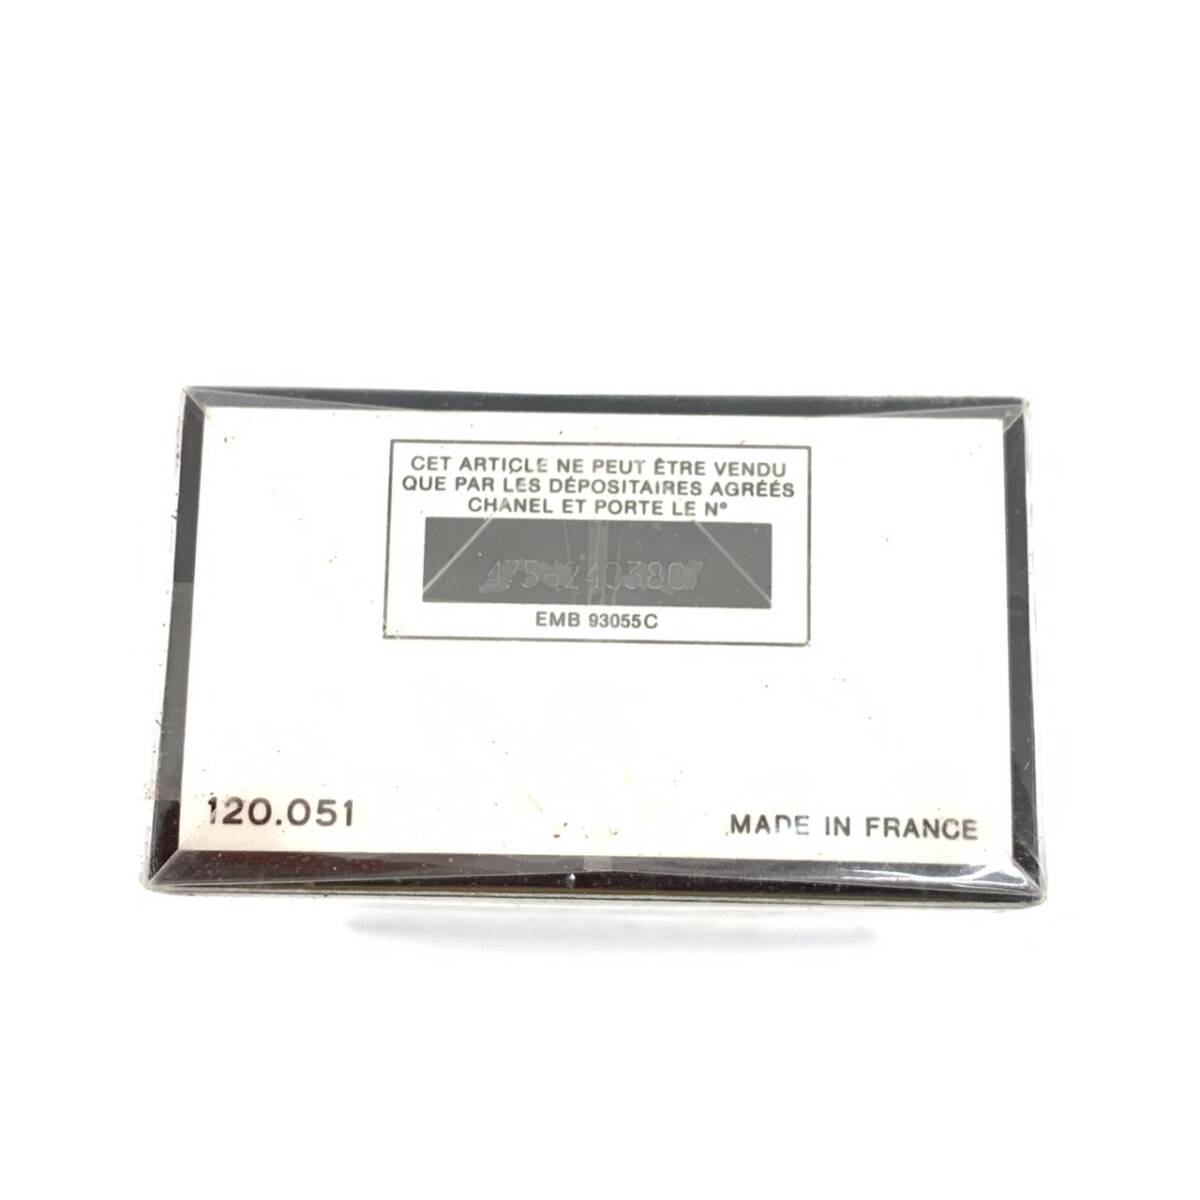 CET ARTICLE NE PEUT ÊTRE VENDU
QUE PAR LES DÉPOSITAIRES AGRÉÉS
CHANEL ET PORTE LE N°
EMB 93055C
120.051
MADE IN FRANCE